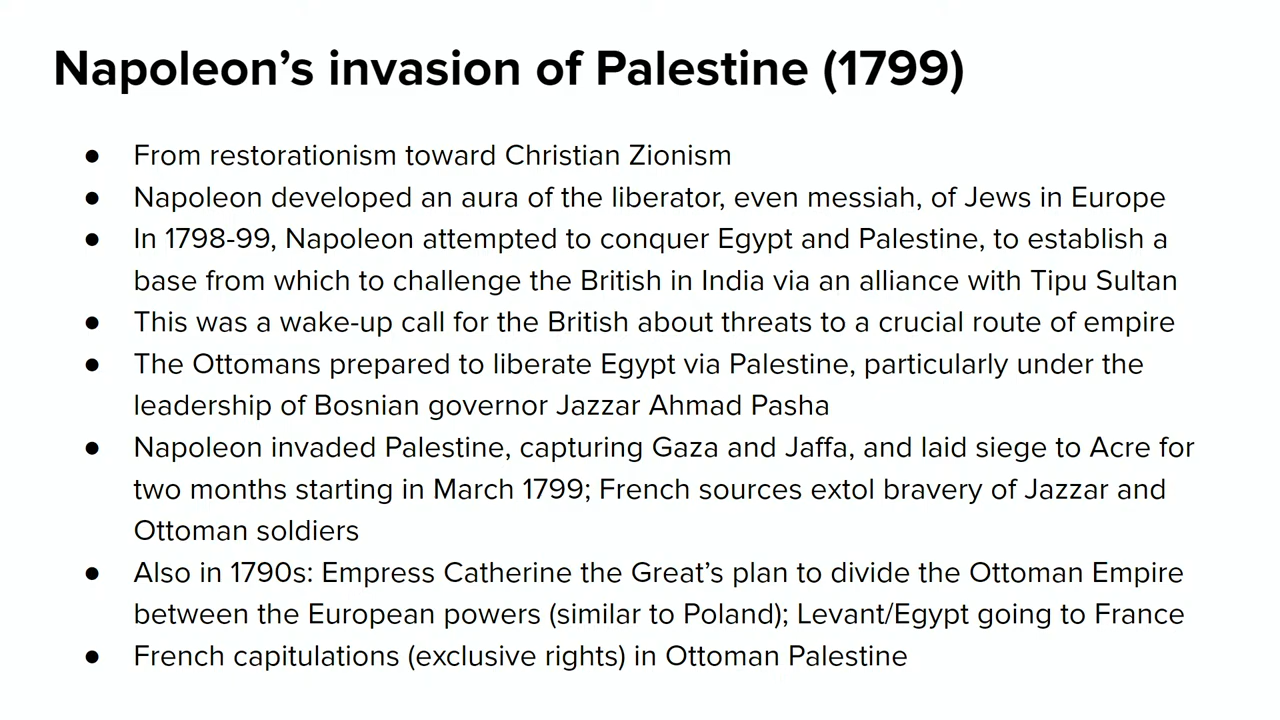 Napoleon’s invasion of Palestine (1799)
● From restorationism toward Christian Zionism
● Napoleon developed an aura of the liberator, even messiah, of Jews in Europe
● In 1798-99, Napoleon attempted to conquer Egypt and Palestine, to establish a
base from which to challenge the British in India via an alliance with Tipu Sultan
● This was a wake-up call for the British about threats to a crucial route of empire
● The Ottomans prepared to liberate Egypt via Palestine, particularly under the
leadership of Bosnian governor Jazzar Ahmad Pasha
● Napoleon invaded Palestine, capturing Gaza and Jaffa, and laid siege to Acre for
two months starting in March 1799; French sources extol bravery of Jazzar and
Ottoman soldiers
● Also in 1790s: Empress Catherine the Great’s plan to divide the Ottoman Empire
between the European powers (similar to Poland); Levant/Egypt going to France
● French capitulations (exclusive rights) in Ottoman Palestine